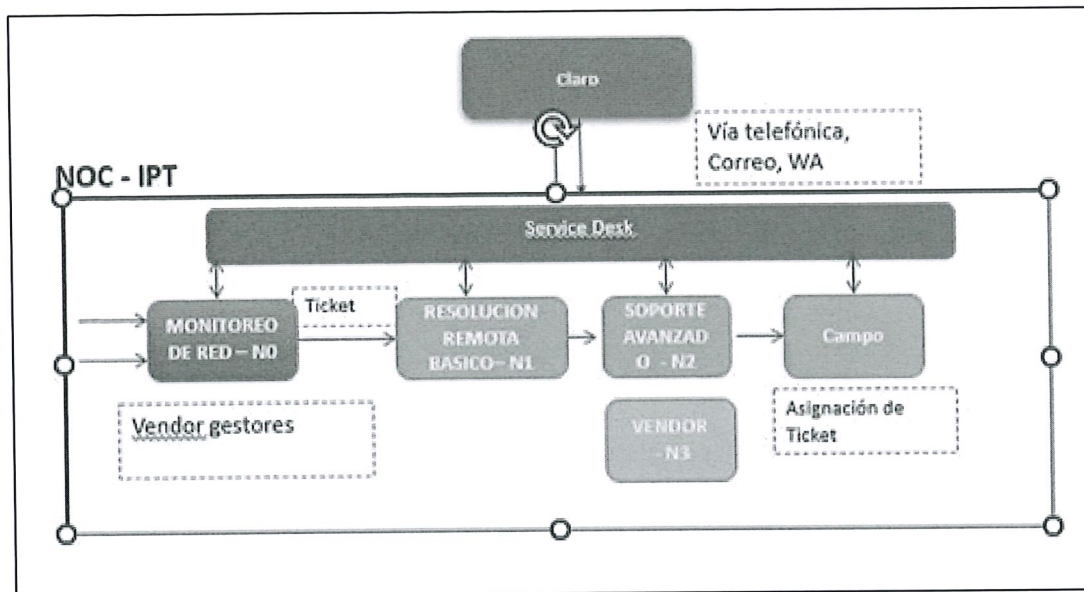 Claro
Vía telefónica,
Correo, WA
NOC - IPT
Service Desk
Ticket
MONITOREO
DE RED – N0
RESOLUCION
REMOTA
BASICO– N1
SOPORTE
AVANZAD
O - N2
Campo
Vendor gestores
VENDOR
- N3
Asignación de
Ticket